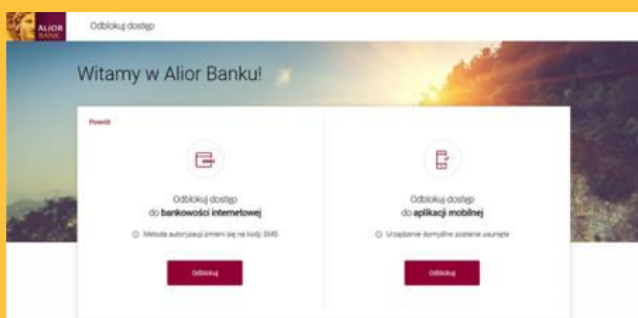 ALIOR
BANK
Odblokuj dostęp
Witamy w Alior Banku!
Powrót
Odblokuj dostęp
do bankowości internetowej
Metoda autoryzacji zmieni się na kody SMS
Odblokuj
Odblokuj dostęp
do aplikacji mobilnej
Urządzenie domyślne zostanie usunięte
Odblokuj